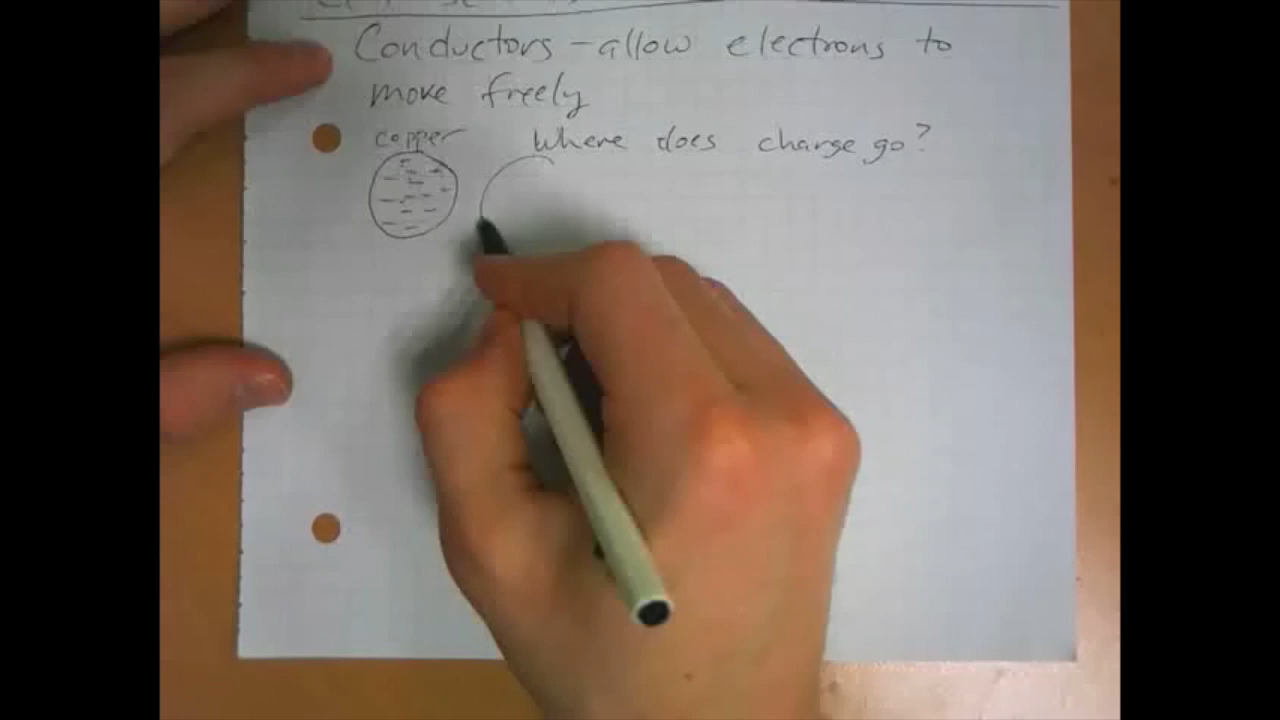 Conductors - allow electrons to
move freely
copper Where does charge go?